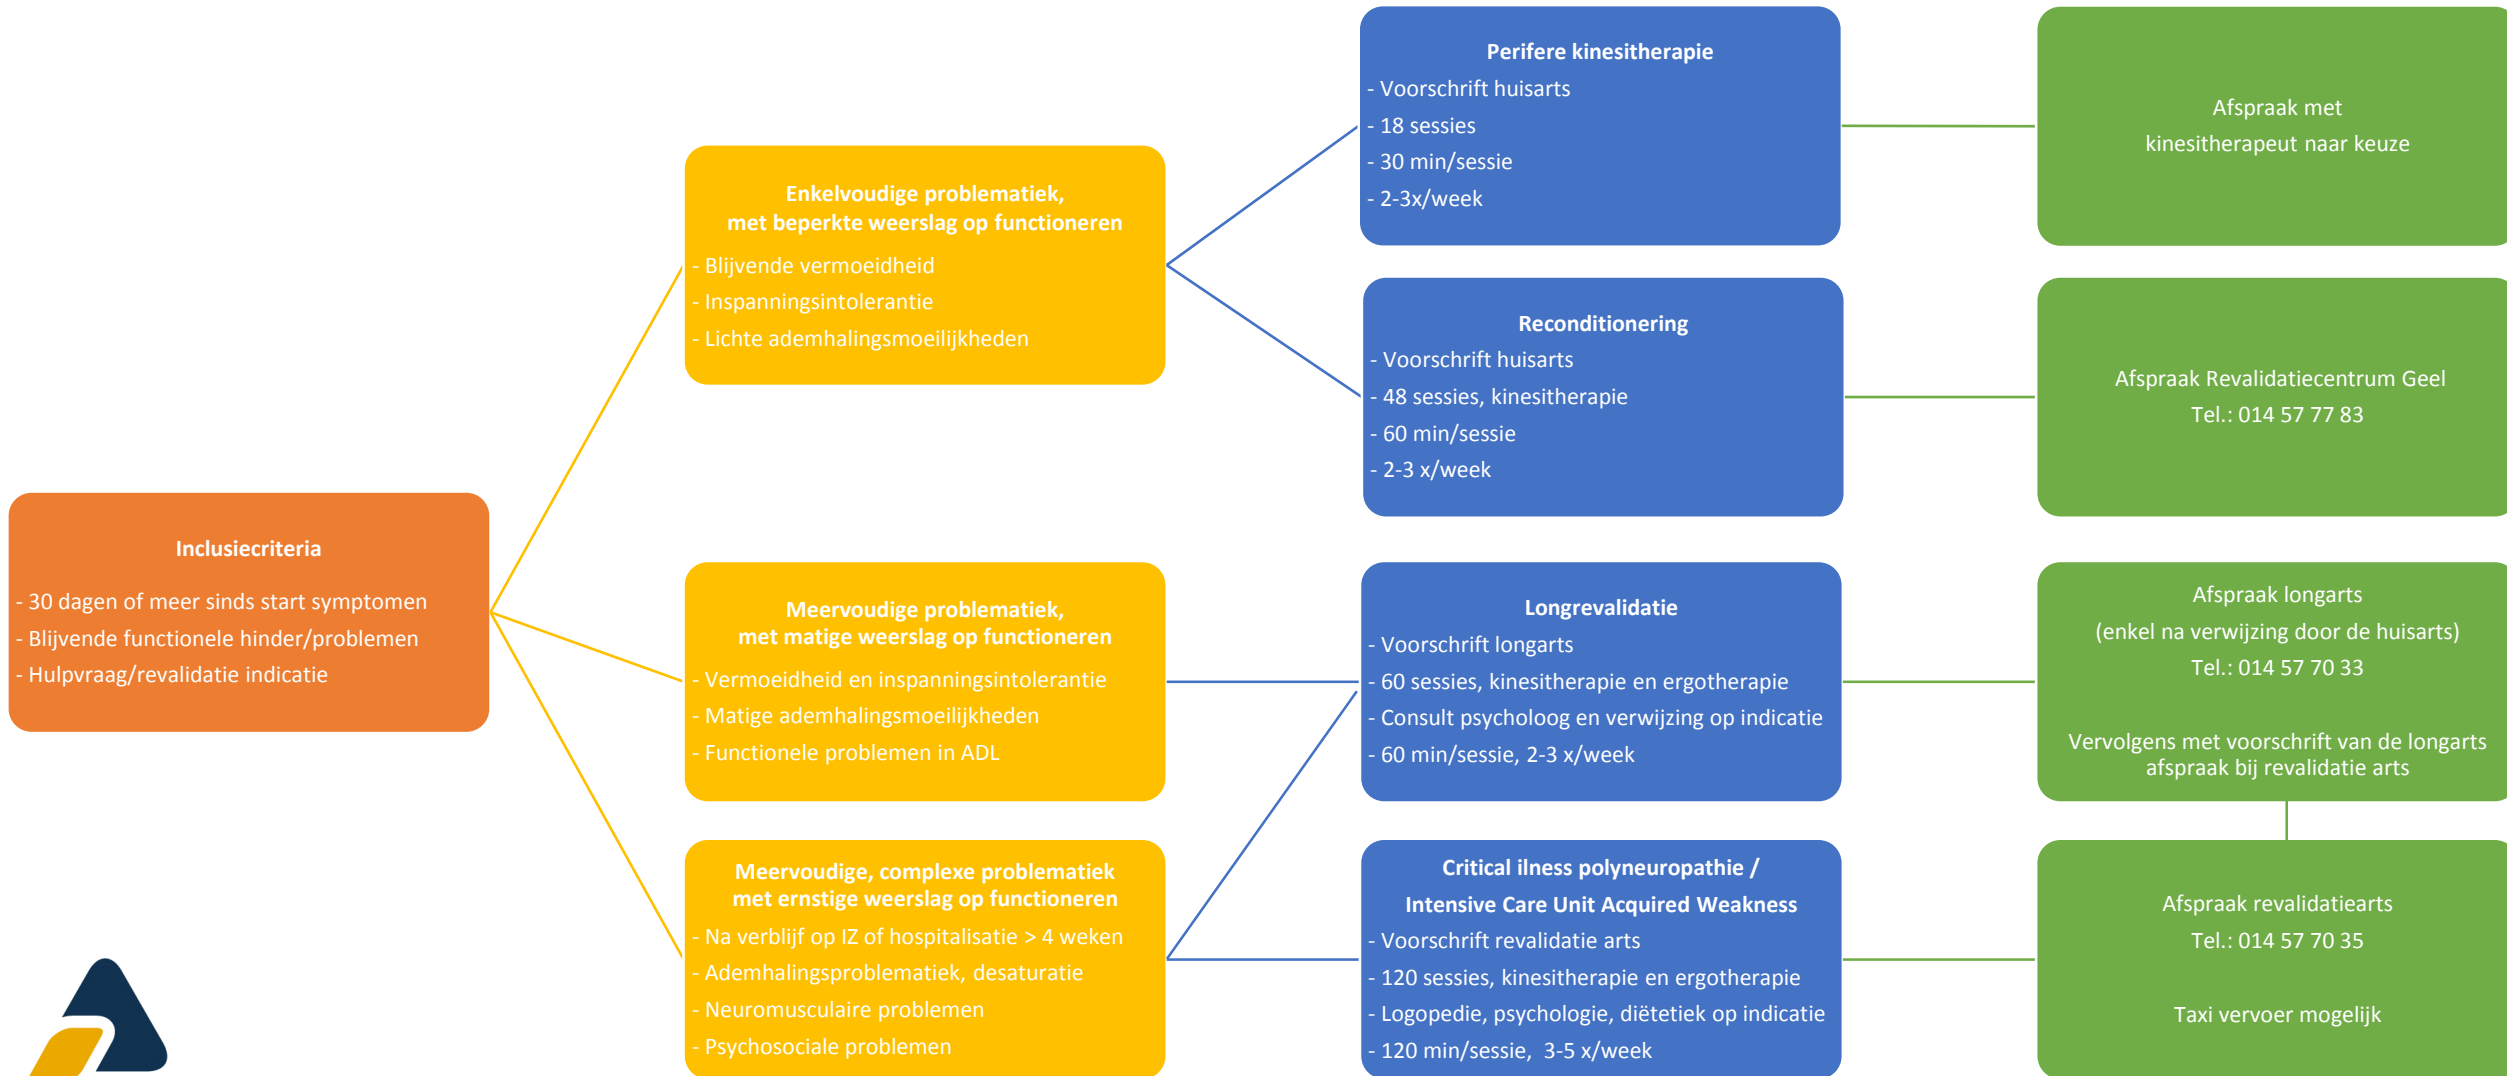 Inclusiecriteria
- 30 dagen of meer sinds start symptomen
- Blijvende functionele hinder/problemen
- Hulpvraag/revalidatie indicatie
Enkelvoudige problematiek,
met beperkte weerslag op functioneren
- Blijvende vermoeidheid
- Inspanningsintolerantie
- Lichte ademhalingsmoeilijkheden
Meervoudige problematiek,
met matige weerslag op functioneren
- Vermoeidheid en inspanningsintolerantie
- Matige ademhalingsmoeilijkheden
- Functionele problemen in ADL
Meervoudige, complexe problematiek
met ernstige weerslag op functioneren
- Na verblijf op IZ of hospitalisatie > 4 weken
- Ademhalingsproblematiek, desaturatie
- Neuromusculaire problemen
- Psychosociale problemen
Perifere kinesitherapie
- Voorschrift huisarts
- 18 sessies
- 30 min/sessie
- 2-3x/week
Reconditionering
- Voorschrift huisarts
- 48 sessies, kinesitherapie
- 60 min/sessie
- 2-3 x/week
Longrevalidatie
- Voorschrift longarts
- 60 sessies, kinesitherapie en ergotherapie
- Consult psycholoog en verwijzing op indicatie
- 60 min/sessie, 2-3 x/week
Critical ilness polyneuropathie /
Intensive Care Unit Acquired Weakness
- Voorschrift revalidatie arts
- 120 sessies, kinesitherapie en ergotherapie
- Logopedie, psychologie, diëtetiek op indicatie
- 120 min/sessie, 3-5 x/week
Afspraak met
kinesitherapeut naar keuze
Afspraak Revalidatiecentrum Geel
Tel.: 014 57 77 83
Afspraak longarts
(enkel na verwijzing door de huisarts)
Tel.: 014 57 70 33
Vervolgens met voorschrift van de longarts
afspraak bij revalidatie arts
Afspraak revalidatiearts
Tel.: 014 57 70 35
Taxi vervoer mogelijk